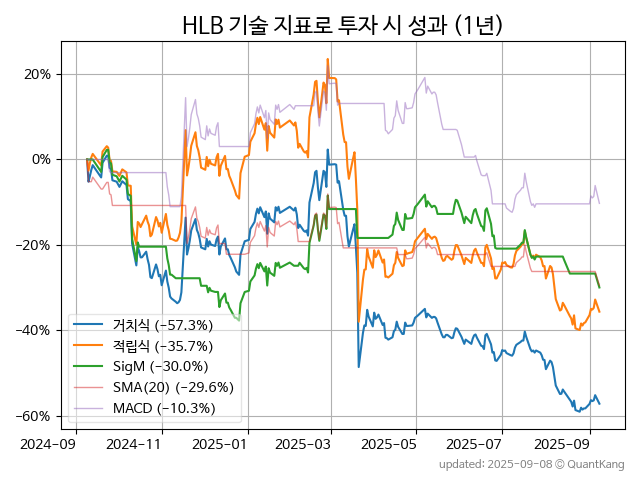 HLB 기술 지표로 투자 시 성과 (1년)
20%
0%
−20%
−40%
−60%
거치식 (−57.3%)
적립식 (−35.7%)
SigM (−30.0%)
SMA(20) (−29.6%)
MACD (−10.3%)
2024-09 2024-11 2025-01 2025-03 2025-05 2025-07 2025-09
updated: 2025-09-08 © QuantKang